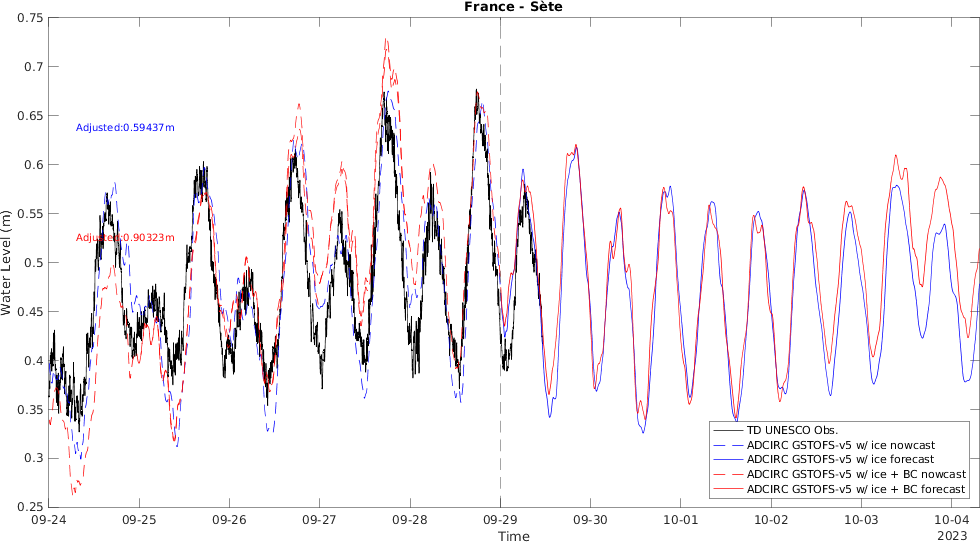 France - Sète
0.75
0.7
0.65
0.6
0.55
0.5
0.45
0.4
0.35
0.3
0.25
Water Level (m)
Adjusted:0.59437m
Adjusted:0.90323m
TD UNESCO Obs.
ADCIRC GSTOFS-v5 w/ ice nowcast
ADCIRC GSTOFS-v5 w/ ice forecast
ADCIRC GSTOFS-v5 w/ ice + BC nowcast
ADCIRC GSTOFS-v5 w/ ice + BC forecast
09-24 09-25 09-26 09-27 09-28 09-29 09-30 10-01 10-02 10-03 10-04
2023
Time